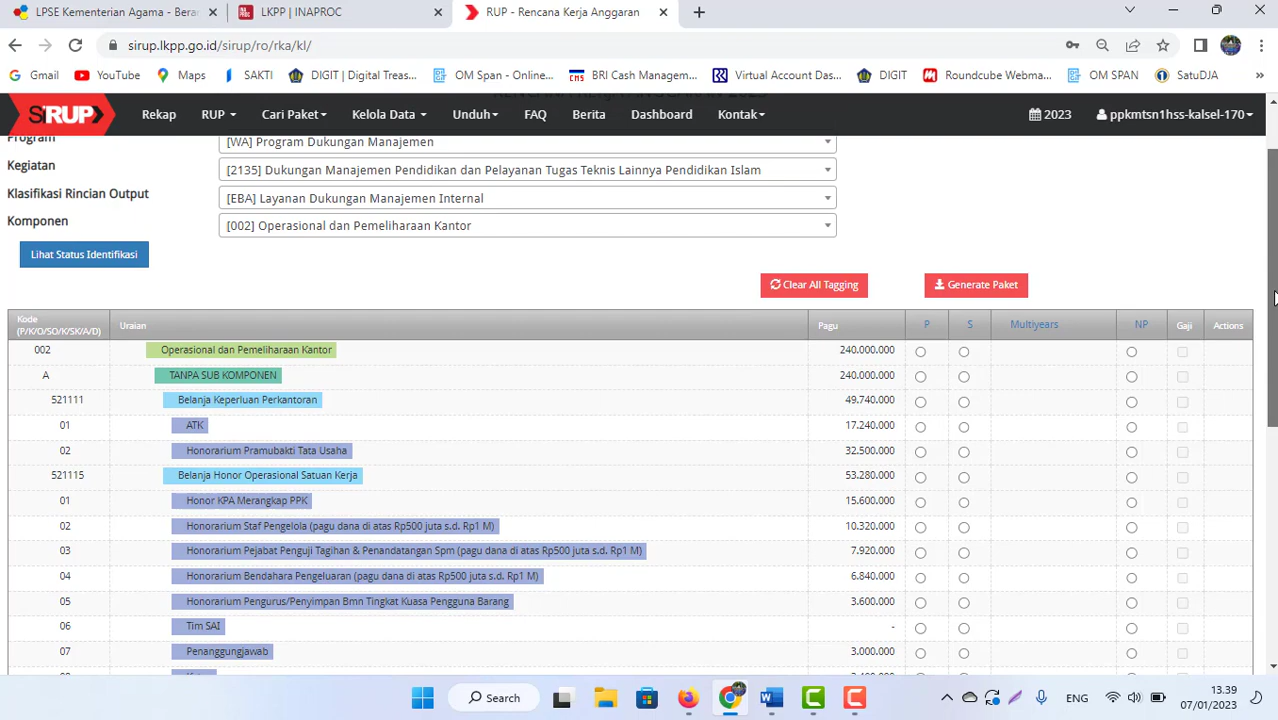 LPSE Kementerian Agama - Bera
LKPP | INAPROC
RUP - Rencana Kerja Anggaran
sirup.lkpp.go.id/sirup/ro/rka/kl/
Gmail YouTube Maps SAKTI DIGIT | Digital Treas... OM Span - Online... BRI Cash Managem... Virtual Account Das... DIGIT Roundcube Webma... OM SPAN SatuDJA »
SIRUP Rekap RUP Cari Paket Kelola Data Unduh FAQ Berita Dashboard Kontak 2023 ppkmtsn1hss-kalsel-170
Program [WA] Program Dukungan Manajemen
Kegiatan [2135] Dukungan Manajemen Pendidikan dan Pelayanan Tugas Teknis Lainnya Pendidikan Islam
Klasifikasi Rincian Output [EBA] Layanan Dukungan Manajemen Internal
Komponen [002] Operasional dan Pemeliharaan Kantor
Lihat Status Identifikasi
Clear All Tagging Generate Paket
Kode (P/K/O/SO/K/SK/A/D) Uraian Pagu P S Multiyears NP Gaji Actions
002 Operasional dan Pemeliharaan Kantor 240.000.000
A TANPA SUB KOMPONEN 240.000.000
521111 Belanja Keperluan Perkantoran 49.740.000
01 ATK 17.240.000
02 Honorarium Pramubakti Tata Usaha 32.500.000
521115 Belanja Honor Operasional Satuan Kerja 53.280.000
01 Honor KPA Merangkap PPK 15.600.000
02 Honorarium Staf Pengelola (pagu dana di atas Rp500 juta s.d. Rp1 M) 10.320.000
03 Honorarium Pejabat Penguji Tagihan & Penandatangan Spm (pagu dana di atas Rp500 juta s.d. Rp1 M) 7.920.000
04 Honorarium Bendahara Pengeluaran (pagu dana di atas Rp500 juta s.d. Rp1 M) 6.840.000
05 Honorarium Pengurus/Penyimpan Bmn Tingkat Kuasa Pengguna Barang 3.600.000
06 Tim SAI -
07 Penanggungjawab 3.000.000
Search
ENG
13.39
07/01/2023